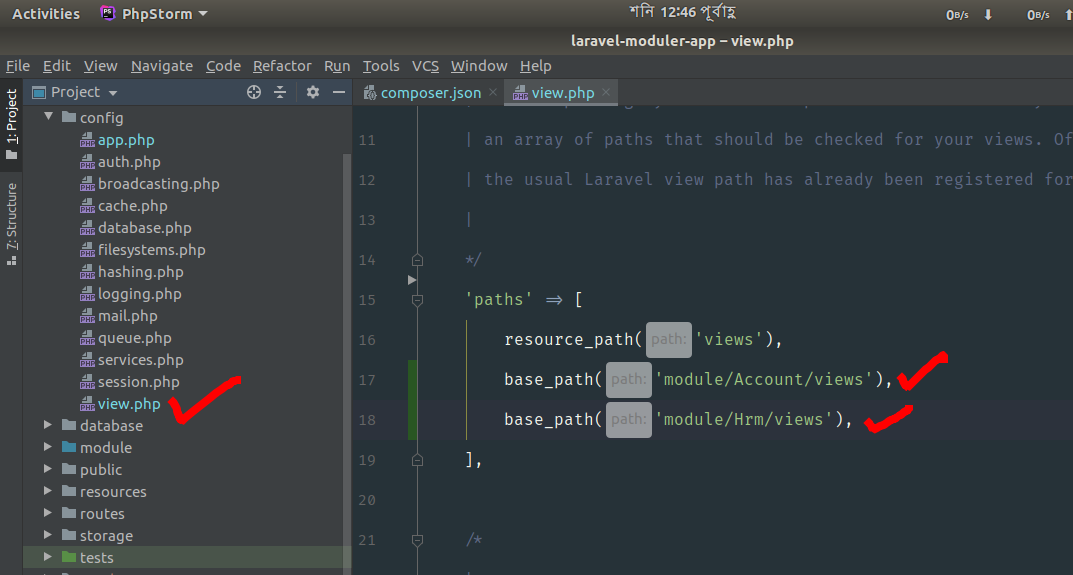 Activities PhpStorm শনি 12:46 পূর্বাহ্ণ 0B/s 0B/s
laravel-moduler-app – view.php
File Edit View Navigate Code Refactor Run Tools VCS Window Help
Project composer.json view.php
1: Project
7: Structure
config
app.php
auth.php
broadcasting.php
cache.php
database.php
filesystems.php
hashing.php
logging.php
mail.php
queue.php
services.php
session.php
view.php
database
module
public
resources
routes
storage
tests
11 | an array of paths that should be checked for your views. Of
12 | the usual Laravel view path has already been registered for
13 |
14 */
15 'paths' => [
16 resource_path( path: 'views'),
17 base_path( path: 'module/Account/views'),
18 base_path( path: 'module/Hrm/views'),
19 ],
20
21 /*